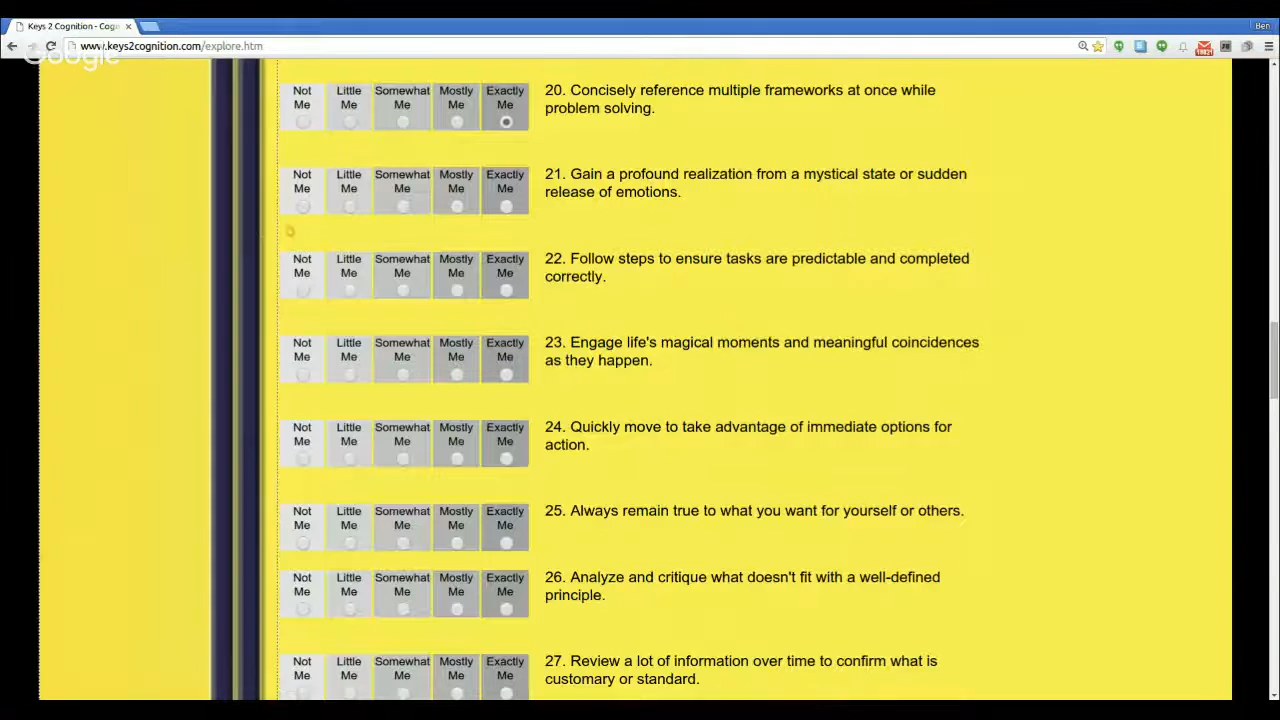 Keys 2 Cognition - Cog
Ben
www.keys2cognition.com/explore.htm
Google
Not Me
Little Me
Somewhat Me
Mostly Me
Exactly Me
20. Concisely reference multiple frameworks at once while
problem solving.
Not Me
Little Me
Somewhat Me
Mostly Me
Exactly Me
21. Gain a profound realization from a mystical state or sudden
release of emotions.
Not Me
Little Me
Somewhat Me
Mostly Me
Exactly Me
22. Follow steps to ensure tasks are predictable and completed
correctly.
Not Me
Little Me
Somewhat Me
Mostly Me
Exactly Me
23. Engage life's magical moments and meaningful coincidences
as they happen.
Not Me
Little Me
Somewhat Me
Mostly Me
Exactly Me
24. Quickly move to take advantage of immediate options for
action.
Not Me
Little Me
Somewhat Me
Mostly Me
Exactly Me
25. Always remain true to what you want for yourself or others.
Not Me
Little Me
Somewhat Me
Mostly Me
Exactly Me
26. Analyze and critique what doesn't fit with a well-defined
principle.
Not Me
Little Me
Somewhat Me
Mostly Me
Exactly Me
27. Review a lot of information over time to confirm what is
customary or standard.